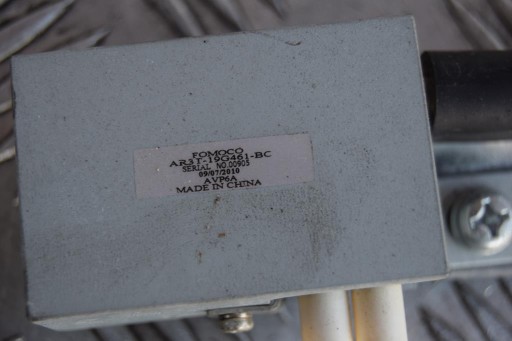 FOMOCO
AR3T-19G461-BC
SERIAL NO.00903
09/07/2010
AVP6A
MADE IN CHINA